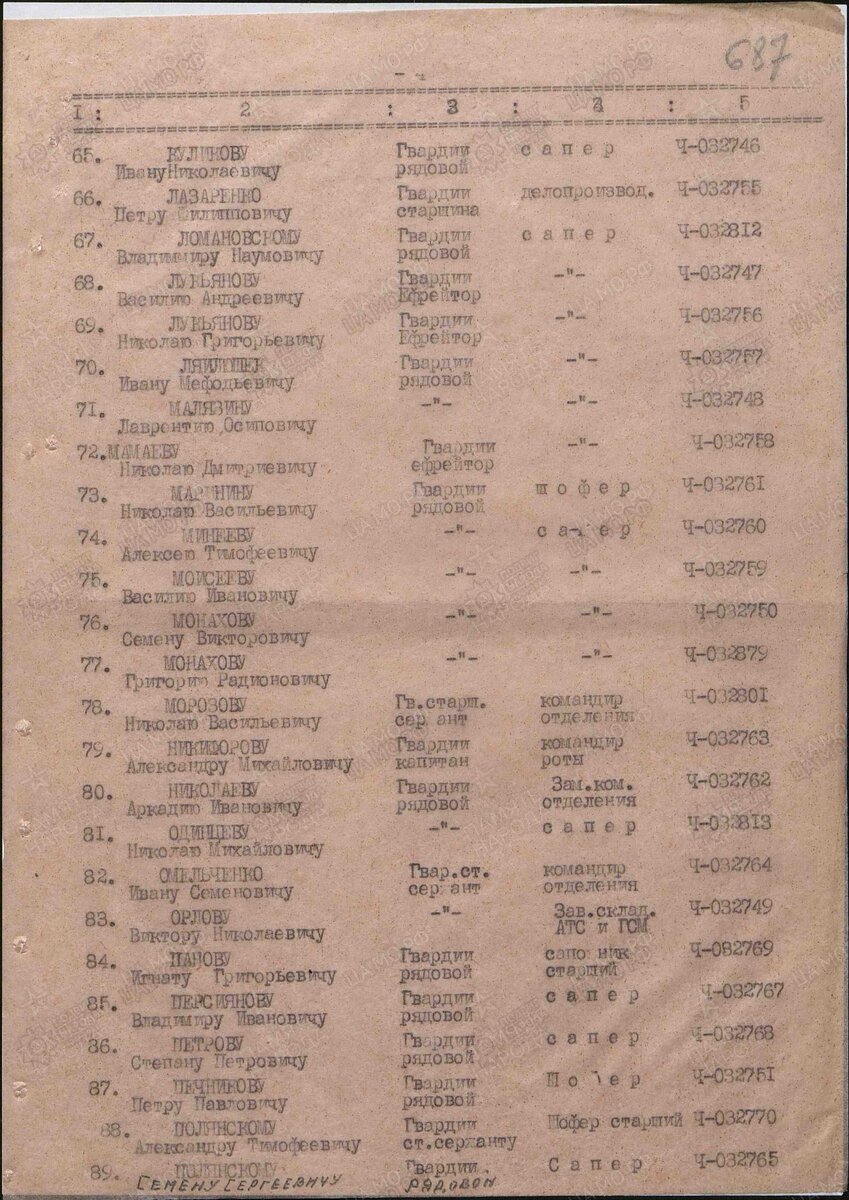 687
- 4
1 : 2 : 3 : 4 : 5
65. КУЛИКОВУ Гвардии сапер Ч-032746
ИвануНиколаевичу рядовой
66. ЛАЗАРЕНКО Гвардии делопроизвод. Ч-032755
Петру Филипповичу старшина
67. ЛОМАНОВСКОМУ Гвардии сапер Ч-032812
Владимиру Наумовичу рядовой
68. ЛУКЬЯНОВУ Гвардии -"- Ч-032747
Василию Андреевичу Ефрейтор
69. ЛУКЬЯНОВУ Гвардии -"- Ч-032756
Николаю Григорьевичу Ефрейтор
70. Гвардии -"- Ч-032757
Ивану Мефодьевичу рядовой
71. МАЛЯЗИНУ -"- -"- Ч-032748
Лаврентию Осиповичу
72.МАМАЕВУ Гвардии -"- Ч-032758
Николаю Дмитриевичу ефрейтор
73. МАРЕНИНУ Гвардии шофер Ч-032761
Николаю Васильевичу рядовой
74. МИНЕЕВУ -"- сапер Ч-032760
Алексею Тимофеевичу
75. МОИСЕЕВУ -"- -"- Ч-032759
Василию Ивановичу
76. МОНАХОВУ -"- -"- Ч-032750
Семену Викторовичу
77. МОНАХОВУ -"- -"- Ч-032879
Григорию Радионовичу
78. МОРОЗОВУ Гв.старш. командир Ч-032801
Николаю Васильевичу сержант отделения
79. НИКИФОРОВУ Гвардии командир Ч-032763
Александру Михайловичу капитан роты
80. НИКОЛАЕВУ Гвардии Зам.ком. Ч-032762
Аркадию Ивановичу рядовой отделения
81. ОДИНЦЕВУ -"- сапер Ч-032813
Николаю Михайловичу
82. ОМЕЛЬЧЕНКО Гвар.ст. командир Ч-032764
Ивану Семеновичу сержант отделения
83. ОРЛОВУ -"- Зав.склад. Ч-032749
Виктору Николаевичу АТС и ГСМ
84. ПАНОВУ Гвардии сапожник Ч-032769
Игнату Григорьевичу рядовой старший
85. ПЕРСИЯНОВУ Гвардии сапер Ч-032767
Владимиру Ивановичу рядовой
86. ПЕТРОВУ Гвардии сапер Ч-032768
Степану Петровичу рядовой
87. ПЕЧНИКОВУ Гвардии Шофер Ч-032751
Петру Павловичу рядовой
88. ПОЛЯНСКОМУ Гвардии Шофер старший Ч-032770
Александру Тимофеевичу ст.сержанту
89. ПОЛЯНСКОМУ Гвардии Сапер Ч-032765
СЕМЕНУ СЕРГЕЕВИЧУ РЯДОВОЙ